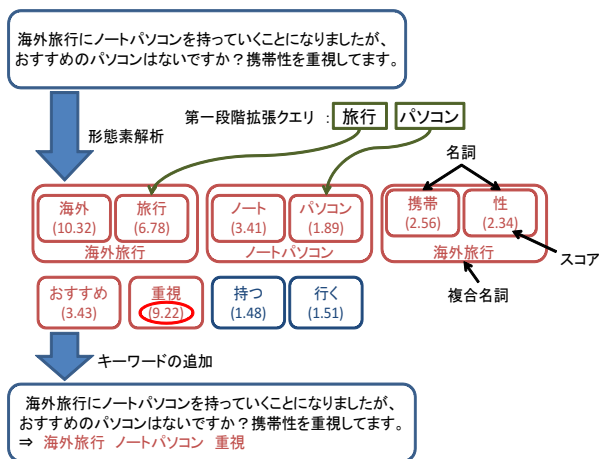 海外旅行にノートパソコンを持っていくことになりましたが、
おすすめのパソコンはないですか？携帯性を重視してます。
第一段階拡張クエリ ： 旅行 パソコン
形態素解析
名詞
海外 旅行 ノート パソコン 携帯 性
(10.32) (6.78) (3.41) (1.89) (2.56) (2.34)
海外旅行 ノートパソコン 海外旅行
スコア
おすすめ 重視 持つ 行く
(3.43) (9.22) (1.48) (1.51)
複合名詞
キーワードの追加
海外旅行にノートパソコンを持っていくことになりましたが、
おすすめのパソコンはないですか？携帯性を重視してます。
⇒ 海外旅行 ノートパソコン 重視